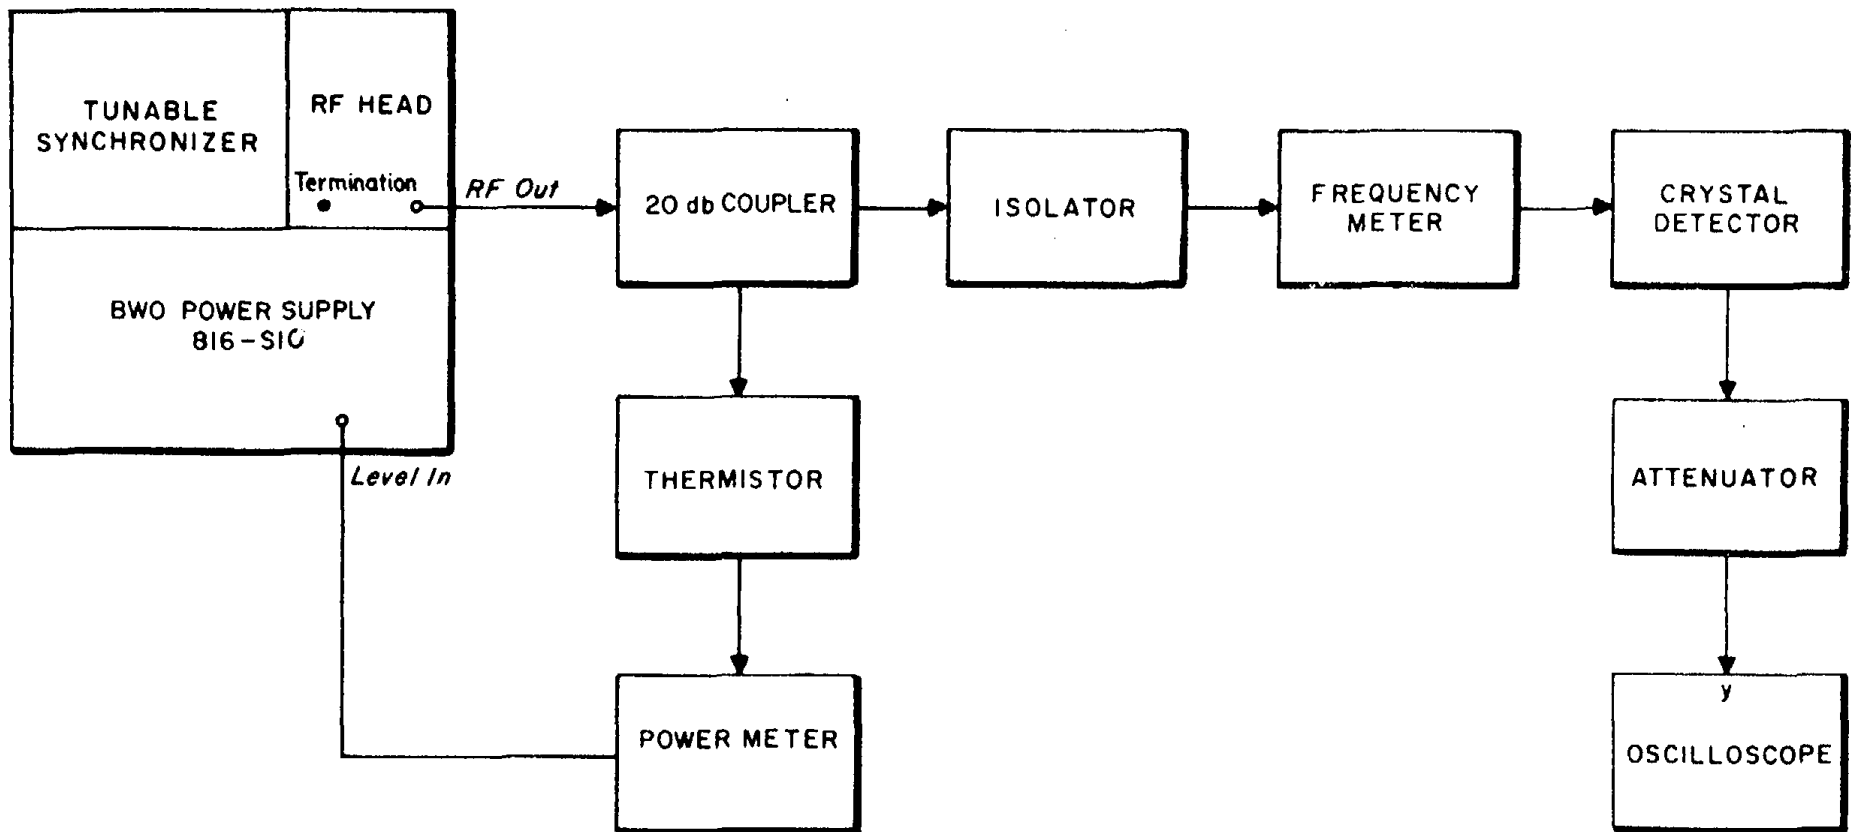 TUNABLE
SYNCHRONIZER
RF HEAD
Termination
RF Out
BWO POWER SUPPLY
816-S10
Level In
20 db COUPLER
ISOLATOR
FREQUENCY
METER
CRYSTAL
DETECTOR
THERMISTOR
ATTENUATOR
POWER METER
y
OSCILLOSCOPE